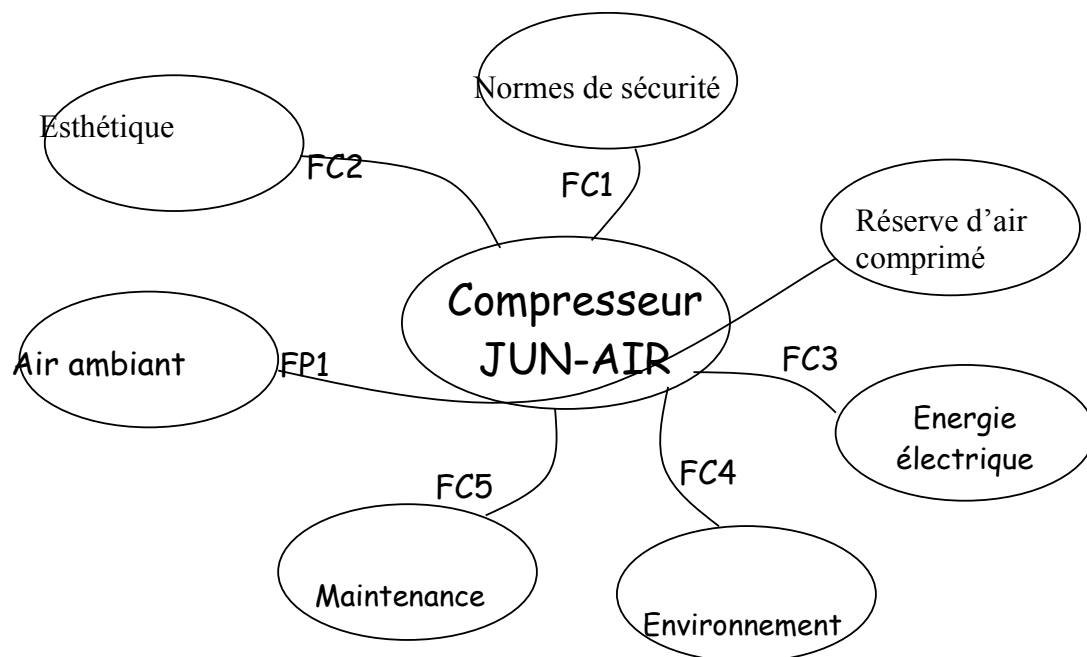 Normes de sécurité
Esthétique
FC2
FC1
Réserve d’air
comprimé
Compresseur
JUN-AIR
Air ambiant
FP1
FC3
Energie
électrique
FC5
FC4
Maintenance
Environnement